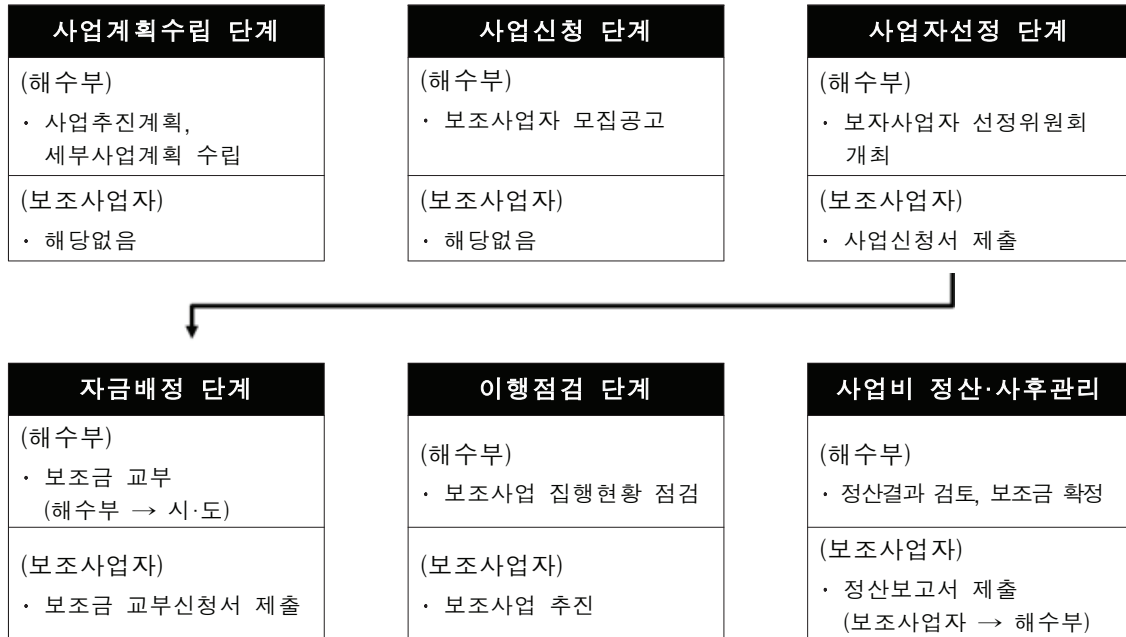 사업계획수립 단계
(해수부)
· 사업추진계획,
세부사업계획 수립
(보조사업자)
· 해당없음
사업신청 단계
(해수부)
· 보조사업자 모집공고
(보조사업자)
· 해당없음
사업자선정 단계
(해수부)
· 보자사업자 선정위원회
개최
(보조사업자)
· 사업신청서 제출
자금배정 단계
(해수부)
· 보조금 교부
(해수부 → 시·도)
(보조사업자)
· 보조금 교부신청서 제출
이행점검 단계
(해수부)
· 보조사업 집행현황 점검
(보조사업자)
· 보조사업 추진
사업비 정산·사후관리
(해수부)
· 정산결과 검토, 보조금 확정
(보조사업자)
· 정산보고서 제출
(보조사업자 → 해수부)